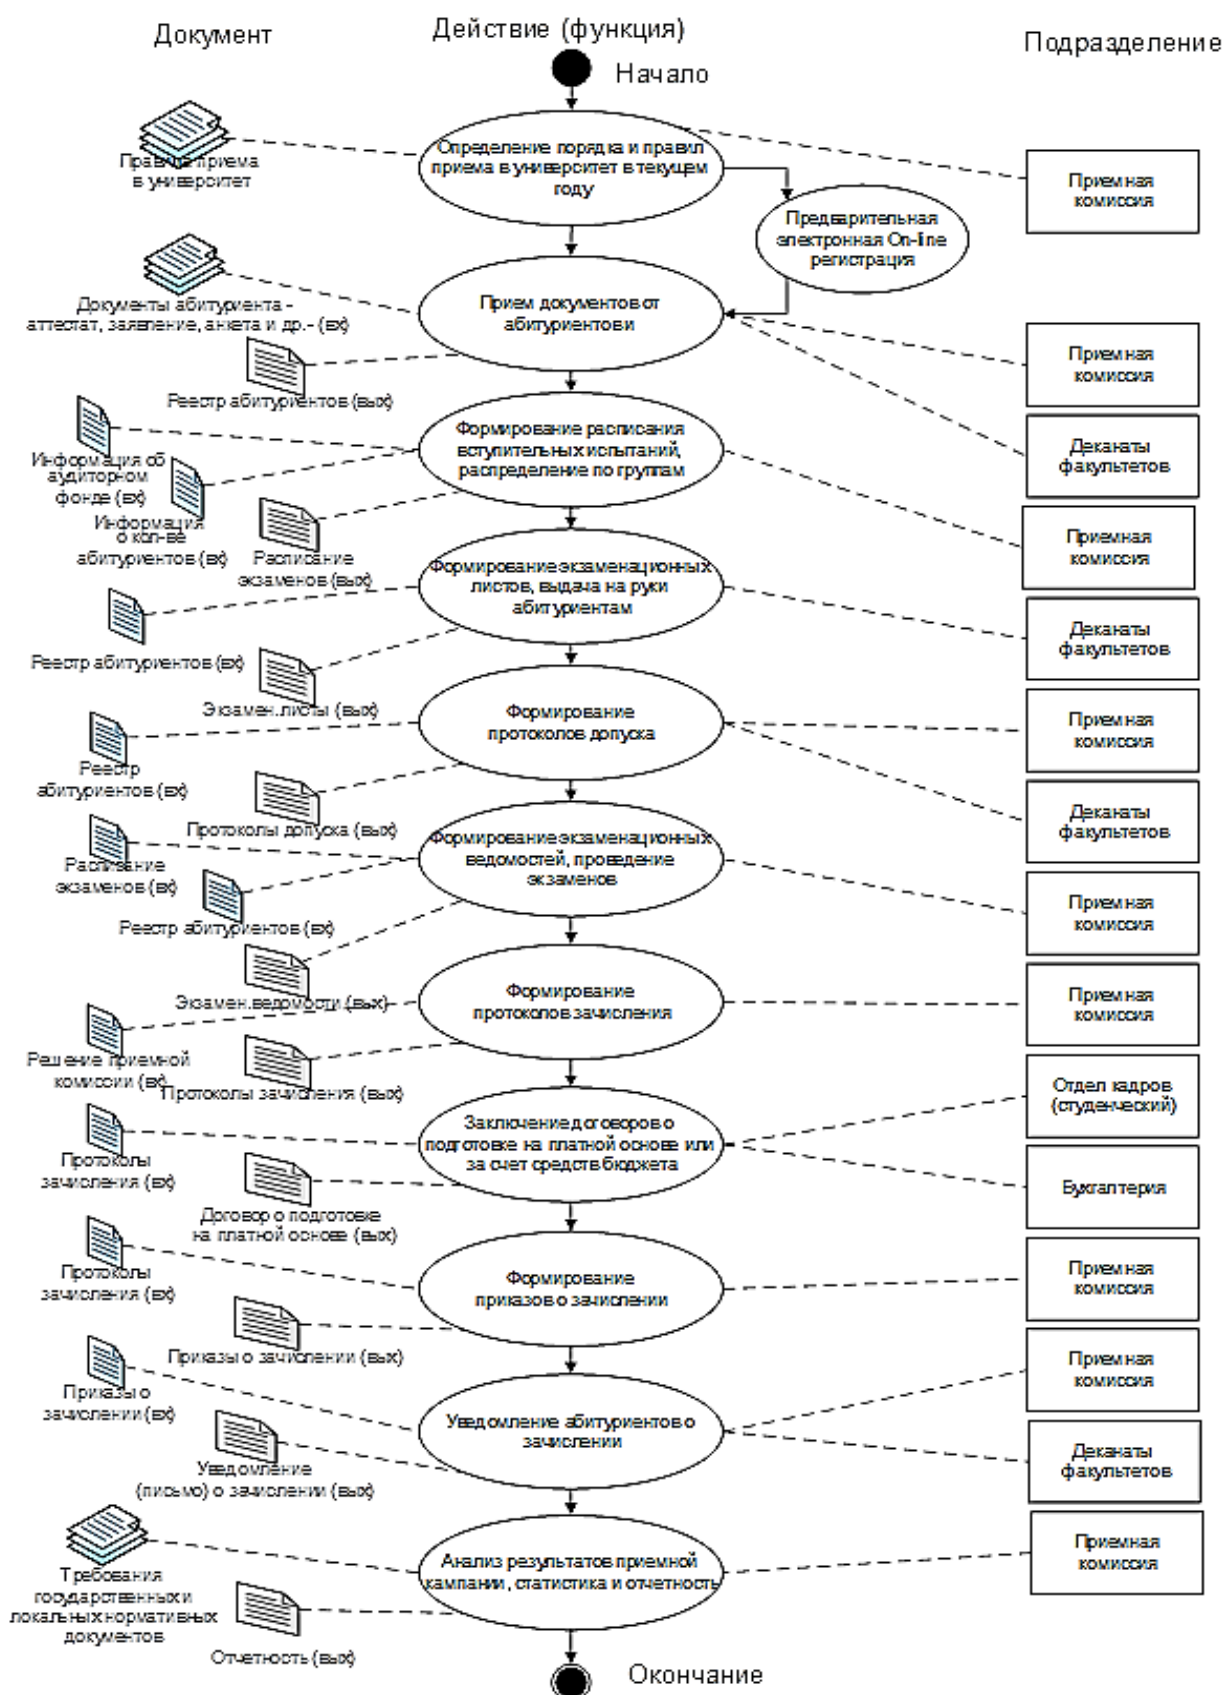 Документ
Действие (функция)
Подразделение
Начало
Правила приема
в университет
Определение порядка и правил
приема в университет в текущем
году
Приемная
комиссия
Предварительная
электронная On-line
регистрация
Документы абитуриента -
аттестат, заявление, анкета и др.- (вх)
Прием документов от
абитуриентов и
Приемная
комиссия
Реестр абитуриентов (вых)
Деканаты
факультетов
Формирование расписания
вступительных испытаний,
распределение по группам
Информация об
аудиторном
фонде (вх)
Информация
о кол-ве
абитуриентов (вх)
Расписание
экзаменов (вых)
Приемная
комиссия
Формирование экзаменационных
листов, выдача на руки
абитуриентам
Деканаты
факультетов
Реестр абитуриентов (вх)
Экзамен.листы (вых)
Формирование
протоколов допуска
Приемная
комиссия
Реестр
абитуриентов (вх)
Деканаты
факультетов
Протоколы допуска (вых)
Формирование экзаменационных
ведомостей, проведение
экзаменов
Расписание
экзаменов (вх)
Реестр абитуриентов (вх)
Приемная
комиссия
Экзамен.ведомости (вых)
Формирование
протоколов зачисления
Приемная
комиссия
Решение приемной
комиссии (вх)
Протоколы зачисления (вых)
Отдел кадров
(студенческий)
Заключение договоров о
подготовке на платной основе или
за счет средств бюджета
Протоколы
зачисления (вх)
Бухгалтерия
Договор о подготовке
на платной основе (вых)
Протоколы
зачисления (вх)
Формирование
приказов о зачислении
Приемная
комиссия
Приказы о зачислении (вых)
Приемная
комиссия
Приказы о
зачислении (вх)
Уведомление абитуриентов о
зачислении
Деканаты
факультетов
Уведомление
(письмо) о зачислении (вых)
Анализ результатов приемной
кампании, статистика и отчетность
Приемная
комиссия
Требования
государственных и
локальных нормативных
документов
Отчетность (вых)
Окончание